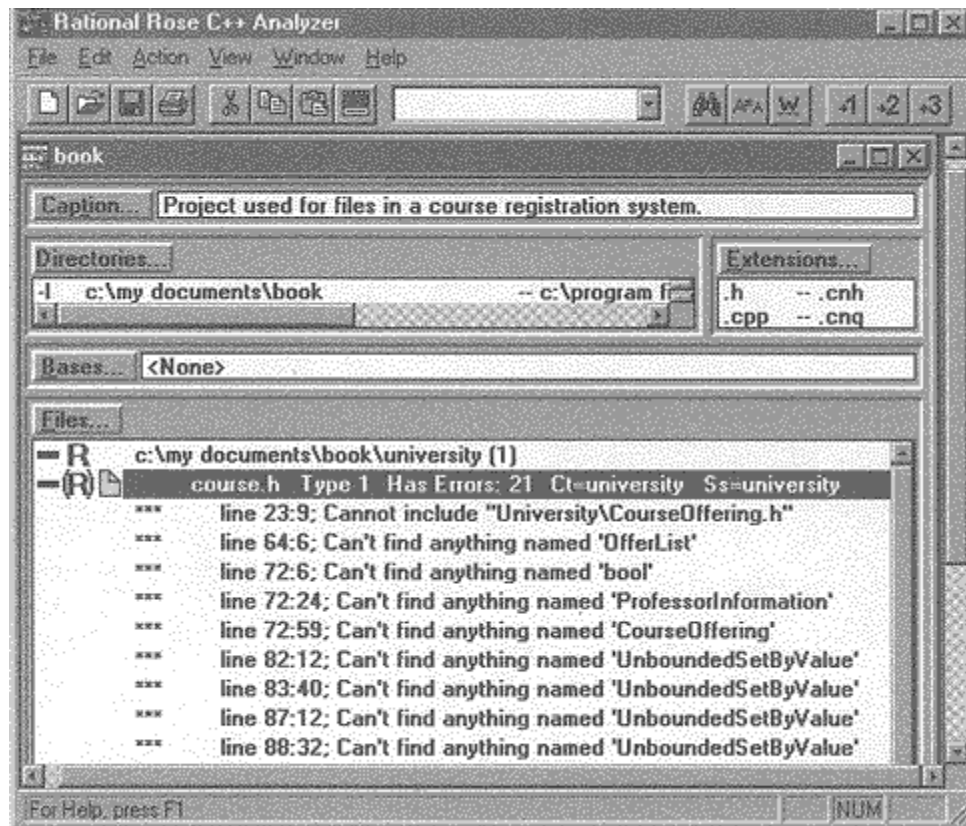 Rational Rose C++ Analyzer
File Edit Action View Window Help
AAA W 1 2 3
book
Caption... Project used for files in a course registration system.
Directories... Extensions...
-I c:\my documents\book -- c:\program fi
.h -- .cnh
.cpp -- .cnq
Bases... <None>
Files...
R c:\my documents\book\university (1)
(R) course.h Type 1 Has Errors: 21 Ct=university Ss=university
*** line 23:9; Cannot include "University\CourseOffering.h"
*** line 64:6; Can't find anything named 'OfferList'
*** line 72:6; Can't find anything named 'bool'
*** line 72:24; Can't find anything named 'ProfessorInformation'
*** line 72:59; Can't find anything named 'CourseOffering'
*** line 82:12; Can't find anything named 'UnboundedSetByValue'
*** line 83:40; Can't find anything named 'UnboundedSetByValue'
*** line 87:12; Can't find anything named 'UnboundedSetByValue'
*** line 88:32; Can't find anything named 'UnboundedSetByValue'
For Help, press F1 NUM